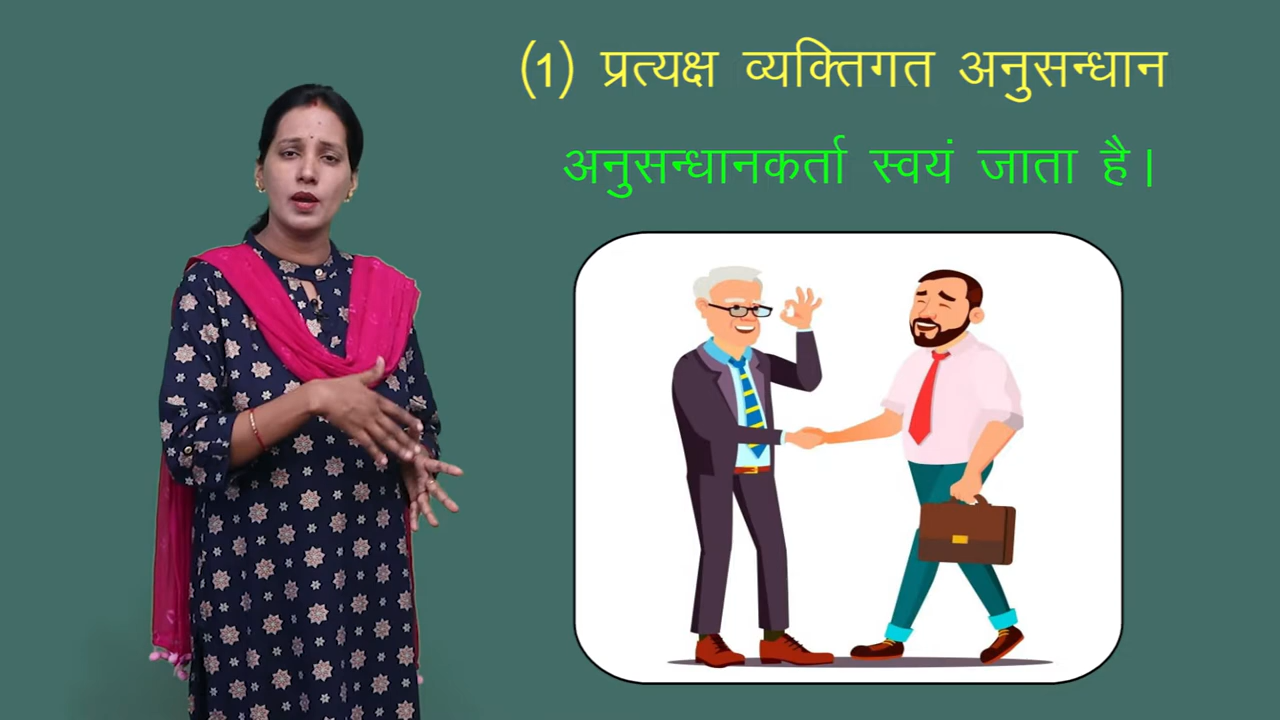 (1) प्रत्यक्ष व्यक्तिगत अनुसन्धान
अनुसन्धानकर्ता स्वयं जाता है।